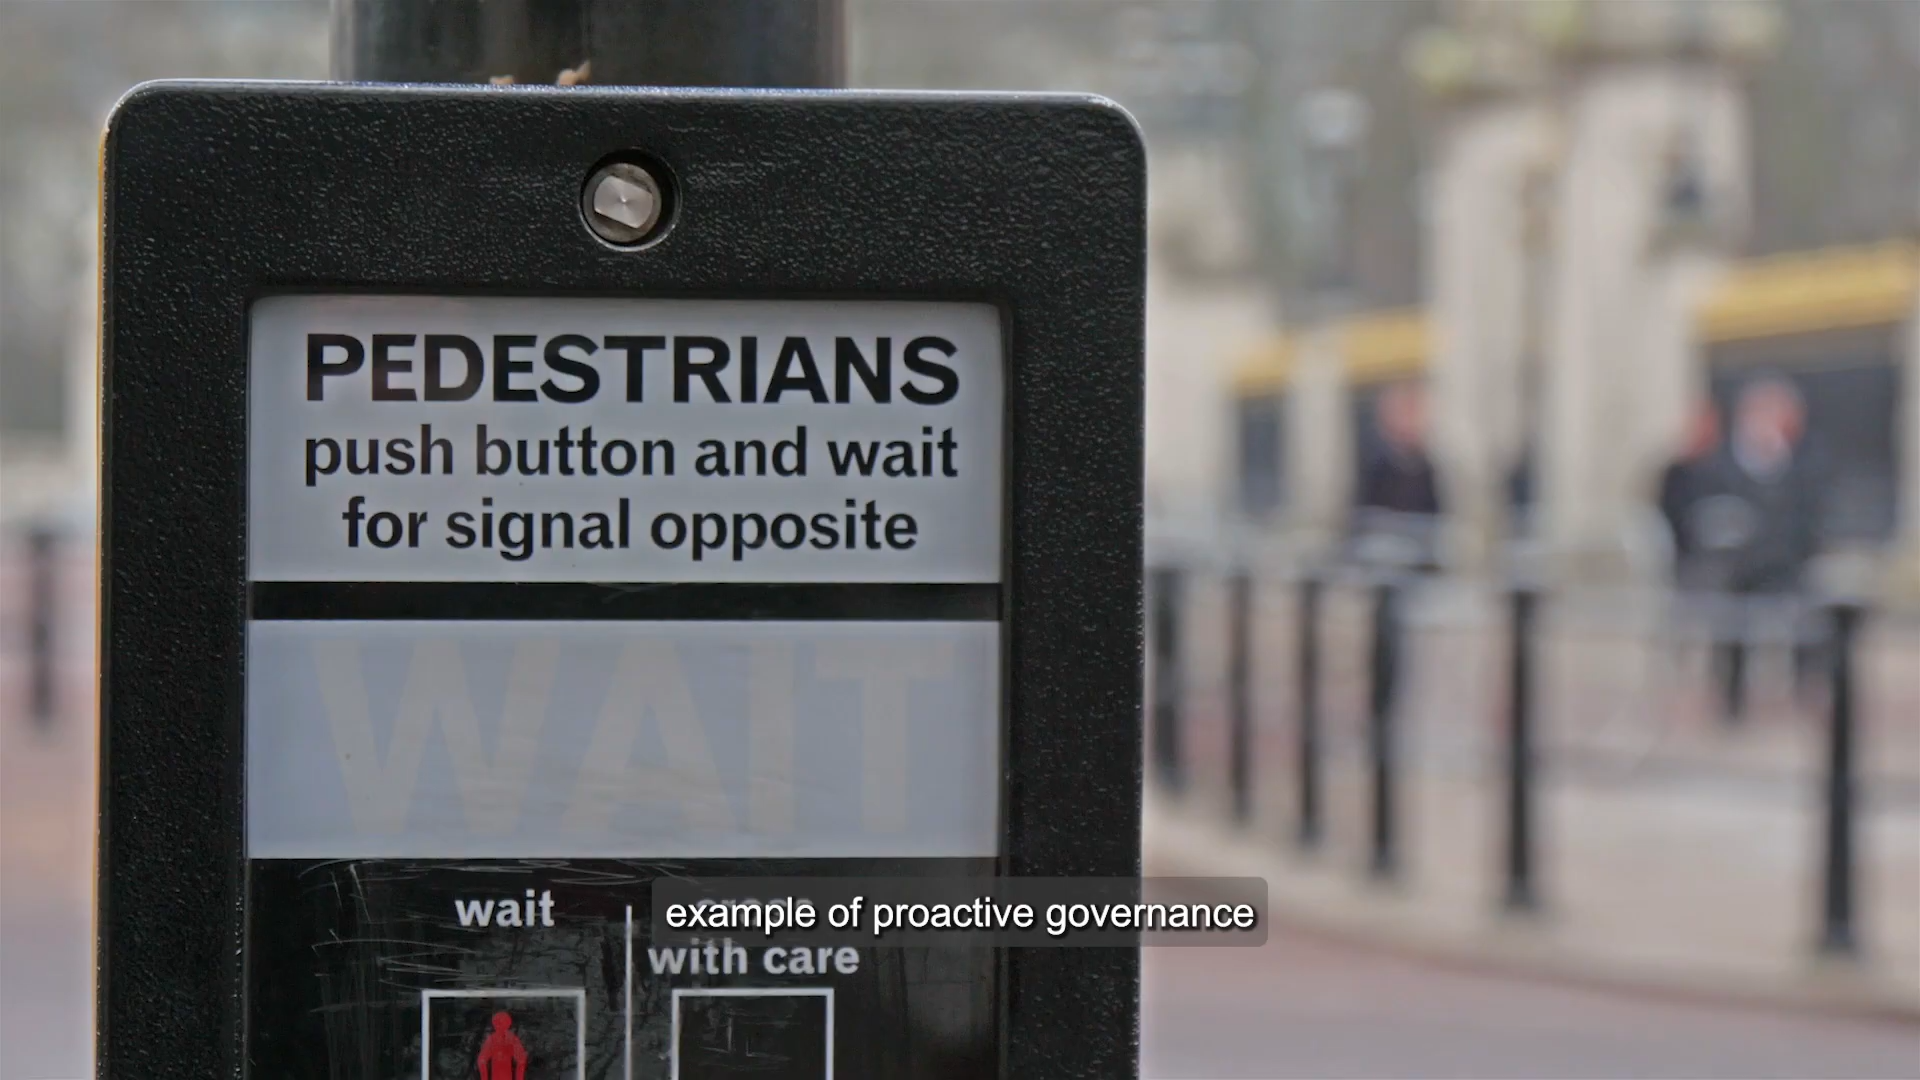 PEDESTRIANS
push button and wait
for signal opposite
WAIT
wait
example of proactive governance
with care